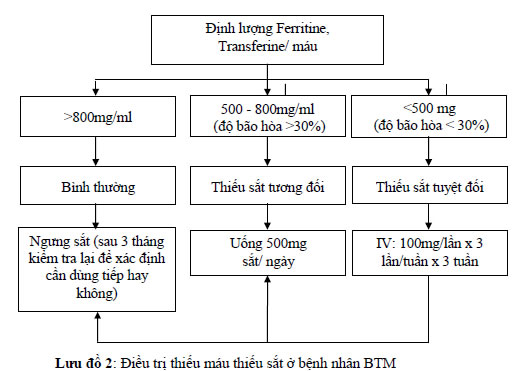 Định lượng Ferritine,
Transferine/ máu
>800mg/ml
500 - 800mg/ml
(độ bão hòa >30%)
<500 mg
(độ bão hòa < 30%)
Bình thường
Thiếu sắt tương đối
Thiếu sắt tuyệt đối
Ngưng sắt (sau 3 tháng
kiểm tra lại để xác định
cần dùng tiếp hay
không)
Uống 500mg
sắt/ ngày
IV: 100mg/lần x 3
lần/tuần x 3 tuần
Lưu đồ 2: Điều trị thiếu máu thiếu sắt ở bệnh nhân BTM